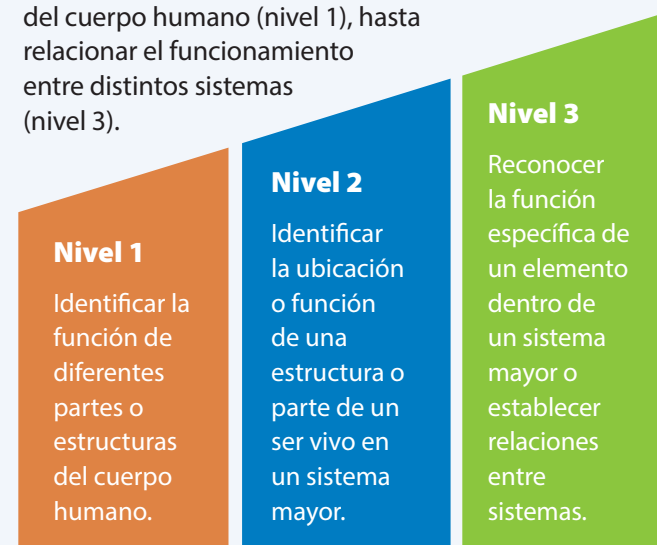 del cuerpo humano (nivel 1), hasta
relacionar el funcionamiento
entre distintos sistemas
(nivel 3).
Nivel 1
Identificar la
función de
diferentes
partes o
estructuras
del cuerpo
humano.
Nivel 2
Identificar
la ubicación
o función
de una
estructura o
parte de un
ser vivo en
un sistema
mayor.
Nivel 3
Reconocer
la función
específica de
un elemento
dentro de
un sistema
mayor o
establecer
relaciones
entre
sistemas.